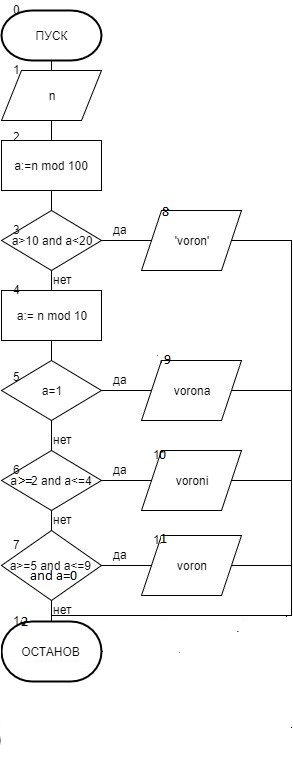 0
ПУСК
1
n
2
a:=n mod 100
3
a>10 and a<20
да
8
'voron'
нет
4
a:= n mod 10
5
a=1
да
9
vorona
нет
6
a>=2 and a<=4
да
10
voroni
нет
7
a>=5 and a<=9
and a=0
да
11
voron
нет
12
ОСТАНОВ